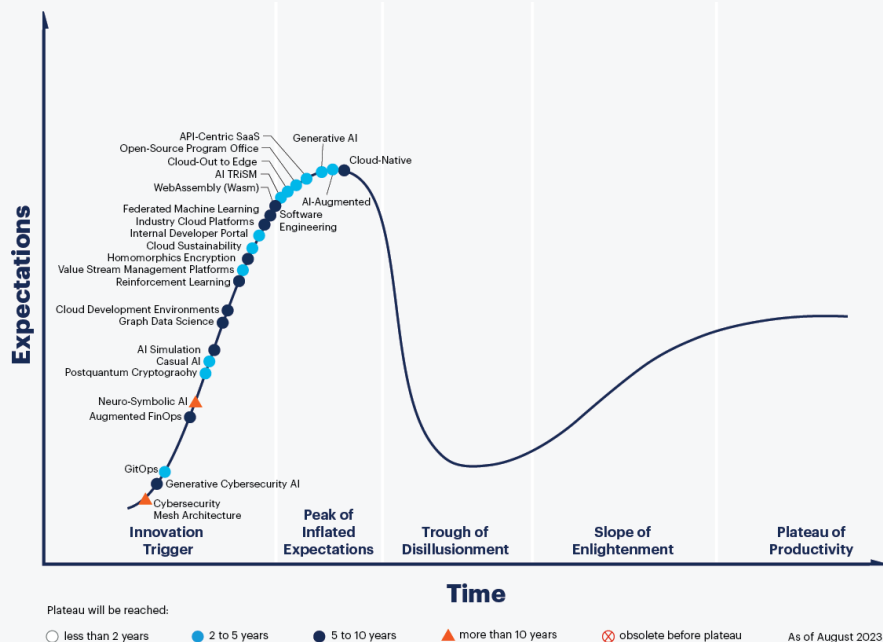 API-Centric SaaS
Generative AI
Open-Source Program Office
Cloud-Out to Edge
Cloud-Native
AI TRiSM
WebAssembly (Wasm)
AI-Augmented
Federated Machine Learning
Software
Engineering
Industry Cloud Platforms
Internal Developer Portal
Cloud Sustainability
Homomorphics Encryption
Value Stream Management Platforms
Reinforcement Learning
Cloud Development Environments
Graph Data Science
AI Simulation
Casual AI
Postquantum Cryptograohy
Neuro-Symbolic AI
Augmented FinOps
GitOps
Generative Cybersecurity AI
Cybersecurity
Mesh Architecture
Expectations
Innovation
Trigger
Peak of
Inflated
Expectations
Trough of
Disillusionment
Slope of
Enlightenment
Plateau of
Productivity
Time
Plateau will be reached:
less than 2 years
2 to 5 years
5 to 10 years
more than 10 years
obsolete before plateau
As of August 2023